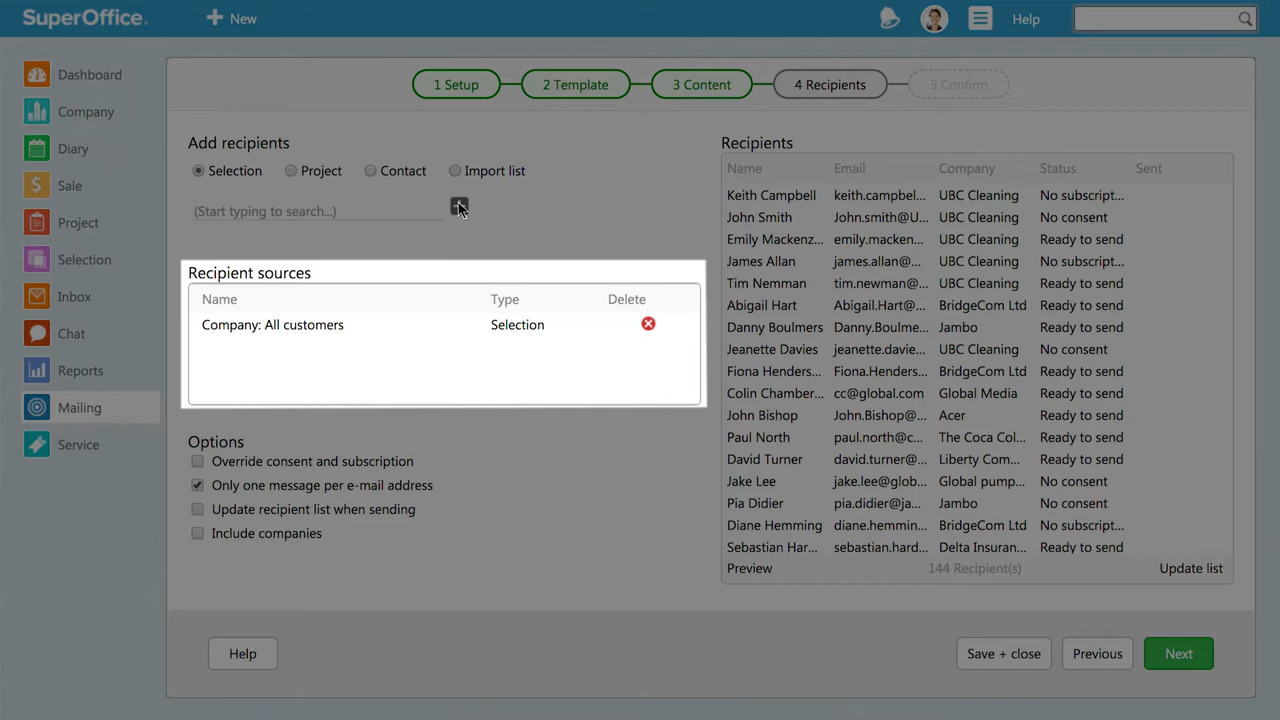 SuperOffice.
New
Help
Dashboard
Company
Diary
Sale
Project
Selection
Inbox
Chat
Reports
Mailing
Service
1 Setup
2 Template
3 Content
4 Recipients
5 Confirm
Add recipients
Selection Project Contact Import list
(Start typing to search...)
Recipient sources
Name Type Delete
Company: All customers Selection
Options
Override consent and subscription
Only one message per e-mail address
Update recipient list when sending
Include companies
Recipients
Name Email Company Status Sent
Keith Campbell keith.campbel... UBC Cleaning No subscript...
John Smith John.smith@U... UBC Cleaning No consent
Emily Mackenz... emily.macken... UBC Cleaning Ready to send
James Allan james.allan@... UBC Cleaning No subscript...
Tim Nemman tim.newman@... UBC Cleaning Ready to send
Abigail Hart Abigail.Hart@... BridgeCom Ltd Ready to send
Danny Boulmers Danny.Boulme... Jambo Ready to send
Jeanette Davies jeanette.davie... UBC Cleaning No consent
Fiona Henders... Fiona.Henders... BridgeCom Ltd Ready to send
Colin Chamber... cc@global.com Global Media Ready to send
John Bishop John.Bishop@... Acer Ready to send
Paul North paul.north@c... The Coca Col... Ready to send
David Turner david.turner@... Liberty Com... Ready to send
Jake Lee jake.lee@glob... Global pump... No consent
Pia Didier pia.didier@ja... Jambo No consent
Diane Hemming diane.hemmin... BridgeCom Ltd No subscript...
Sebastian Har... sebastian.hard... Delta Insuran... Ready to send
Preview 144 Recipient(s) Update list
Help
Save + close
Previous
Next